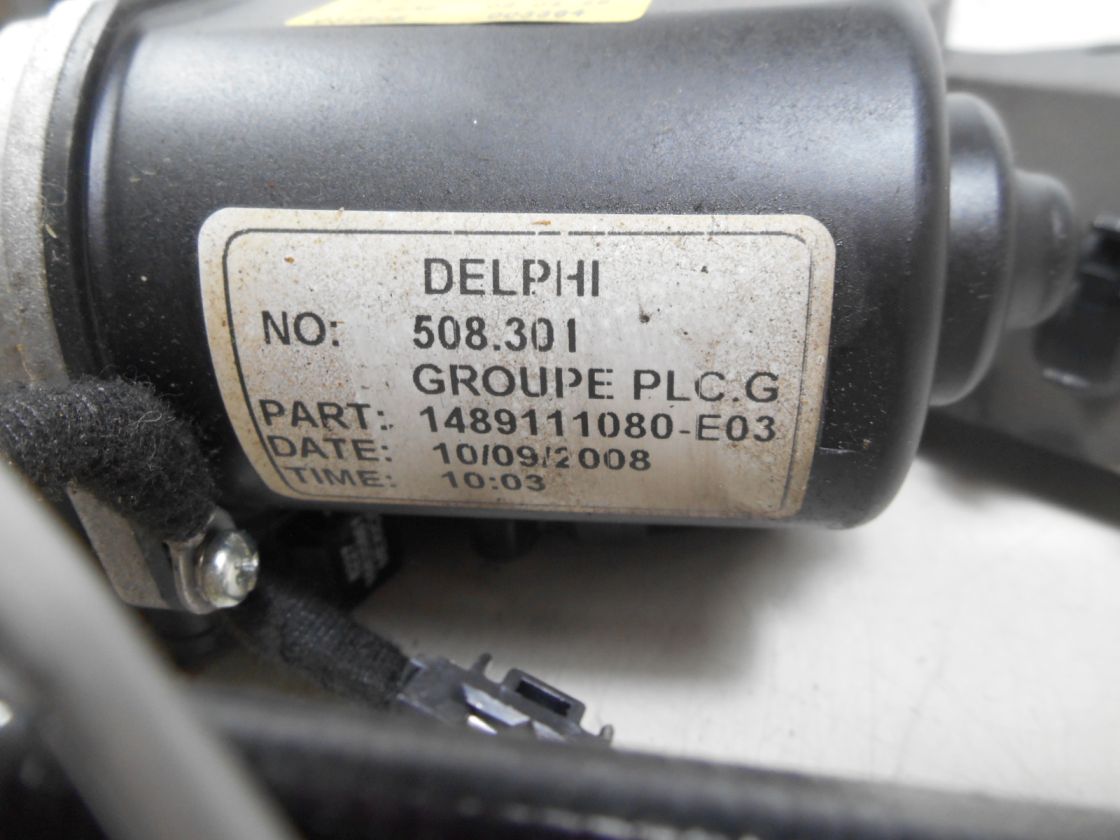 DELPHI
NO: 508.301
GROUPE PLC.G
PART: 1489111080-E03
DATE: 10/09/2008
TIME: 10:03